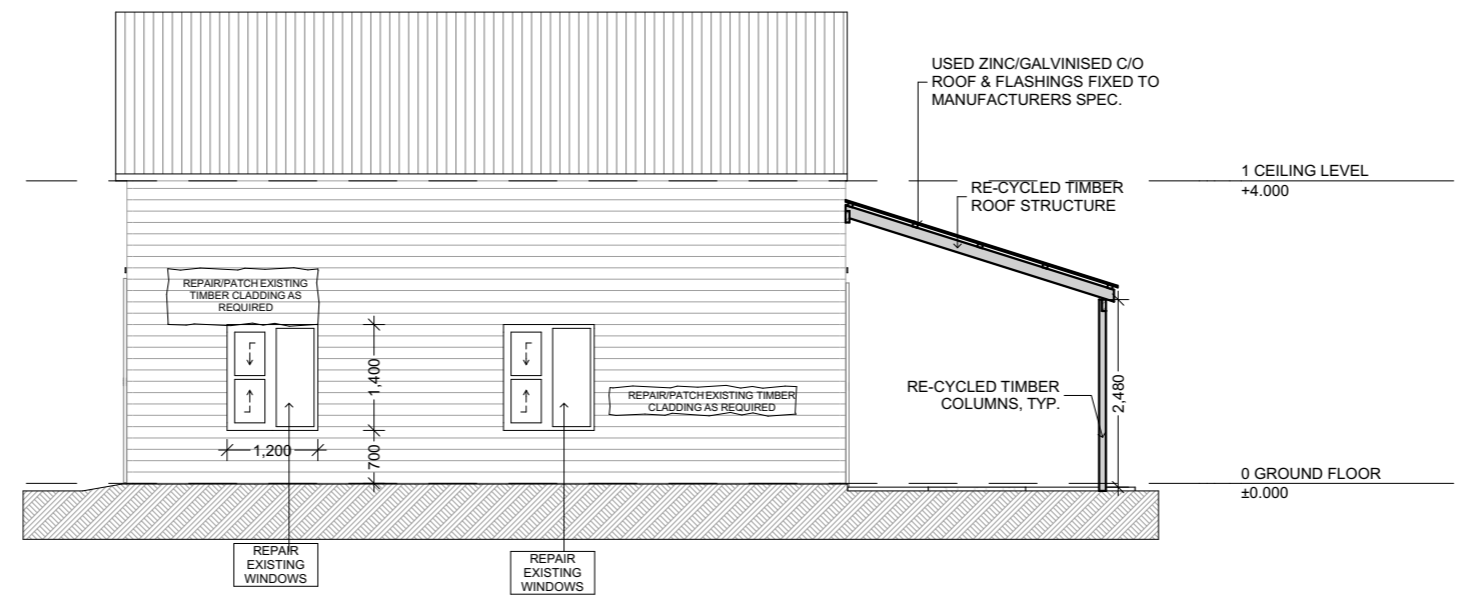 USED ZINC/GALVINISED C/O
ROOF & FLASHINGS FIXED TO
MANUFACTURERS SPEC.
1 CEILING LEVEL
+4.000
RE-CYCLED TIMBER
ROOF STRUCTURE
REPAIR/PATCH EXISTING
TIMBER CLADDING AS
REQUIRED
1,400
1,200
700
REPAIR/PATCH EXISTING TIMBER
CLADDING AS REQUIRED
RE-CYCLED TIMBER
COLUMNS, TYP.
2,480
0 GROUND FLOOR
±0.000
REPAIR
EXISTING
WINDOWS
REPAIR
EXISTING
WINDOWS